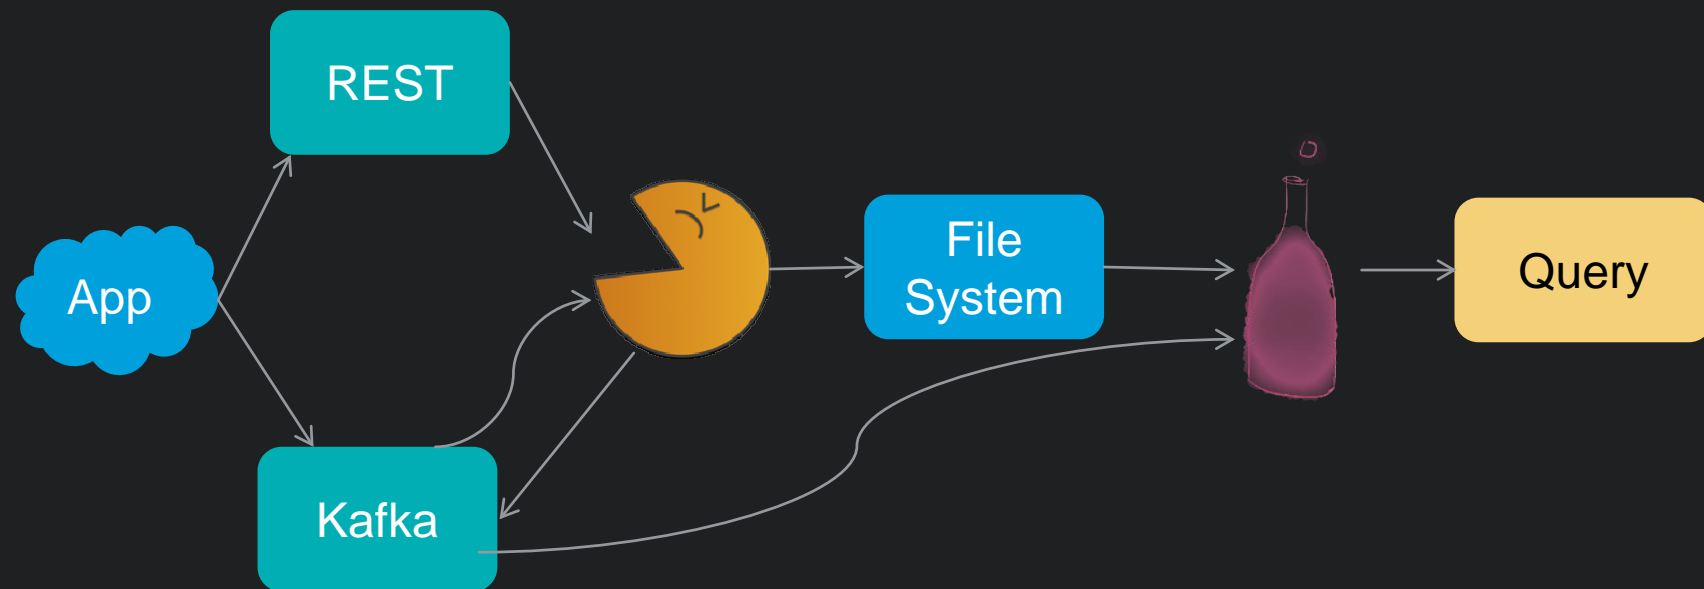 REST
App
File
System
Query
Kafka